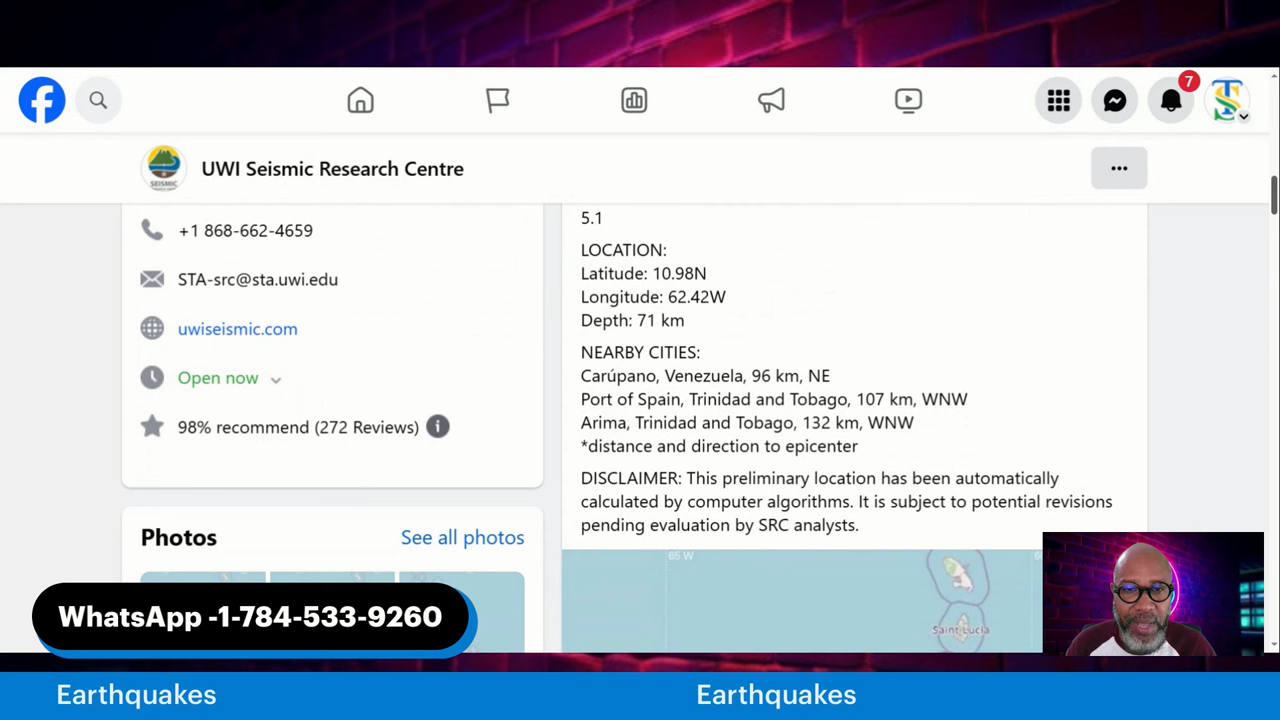 7
UWI Seismic Research Centre
SEISMIC
+1 868-662-4659
STA-src@sta.uwi.edu
uwiseismic.com
Open now
98% recommend (272 Reviews)
Photos
See all photos
5.1
LOCATION:
Latitude: 10.98N
Longitude: 62.42W
Depth: 71 km
NEARBY CITIES:
Carúpano, Venezuela, 96 km, NE
Port of Spain, Trinidad and Tobago, 107 km, WNW
Arima, Trinidad and Tobago, 132 km, WNW
*distance and direction to epicenter
DISCLAIMER: This preliminary location has been automatically
calculated by computer algorithms. It is subject to potential revisions
pending evaluation by SRC analysts.
65 W
Saint Lucia
WhatsApp -1-784-533-9260
Earthquakes
Earthquakes